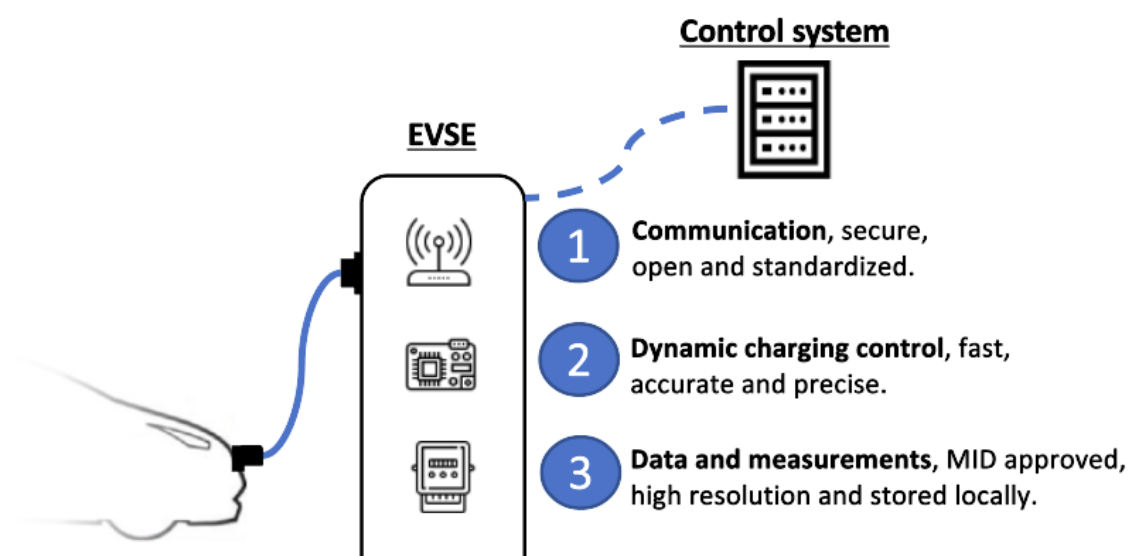 Control system
EVSE
1
Communication, secure,
open and standardized.
2
Dynamic charging control, fast,
accurate and precise.
3
Data and measurements, MID approved,
high resolution and stored locally.